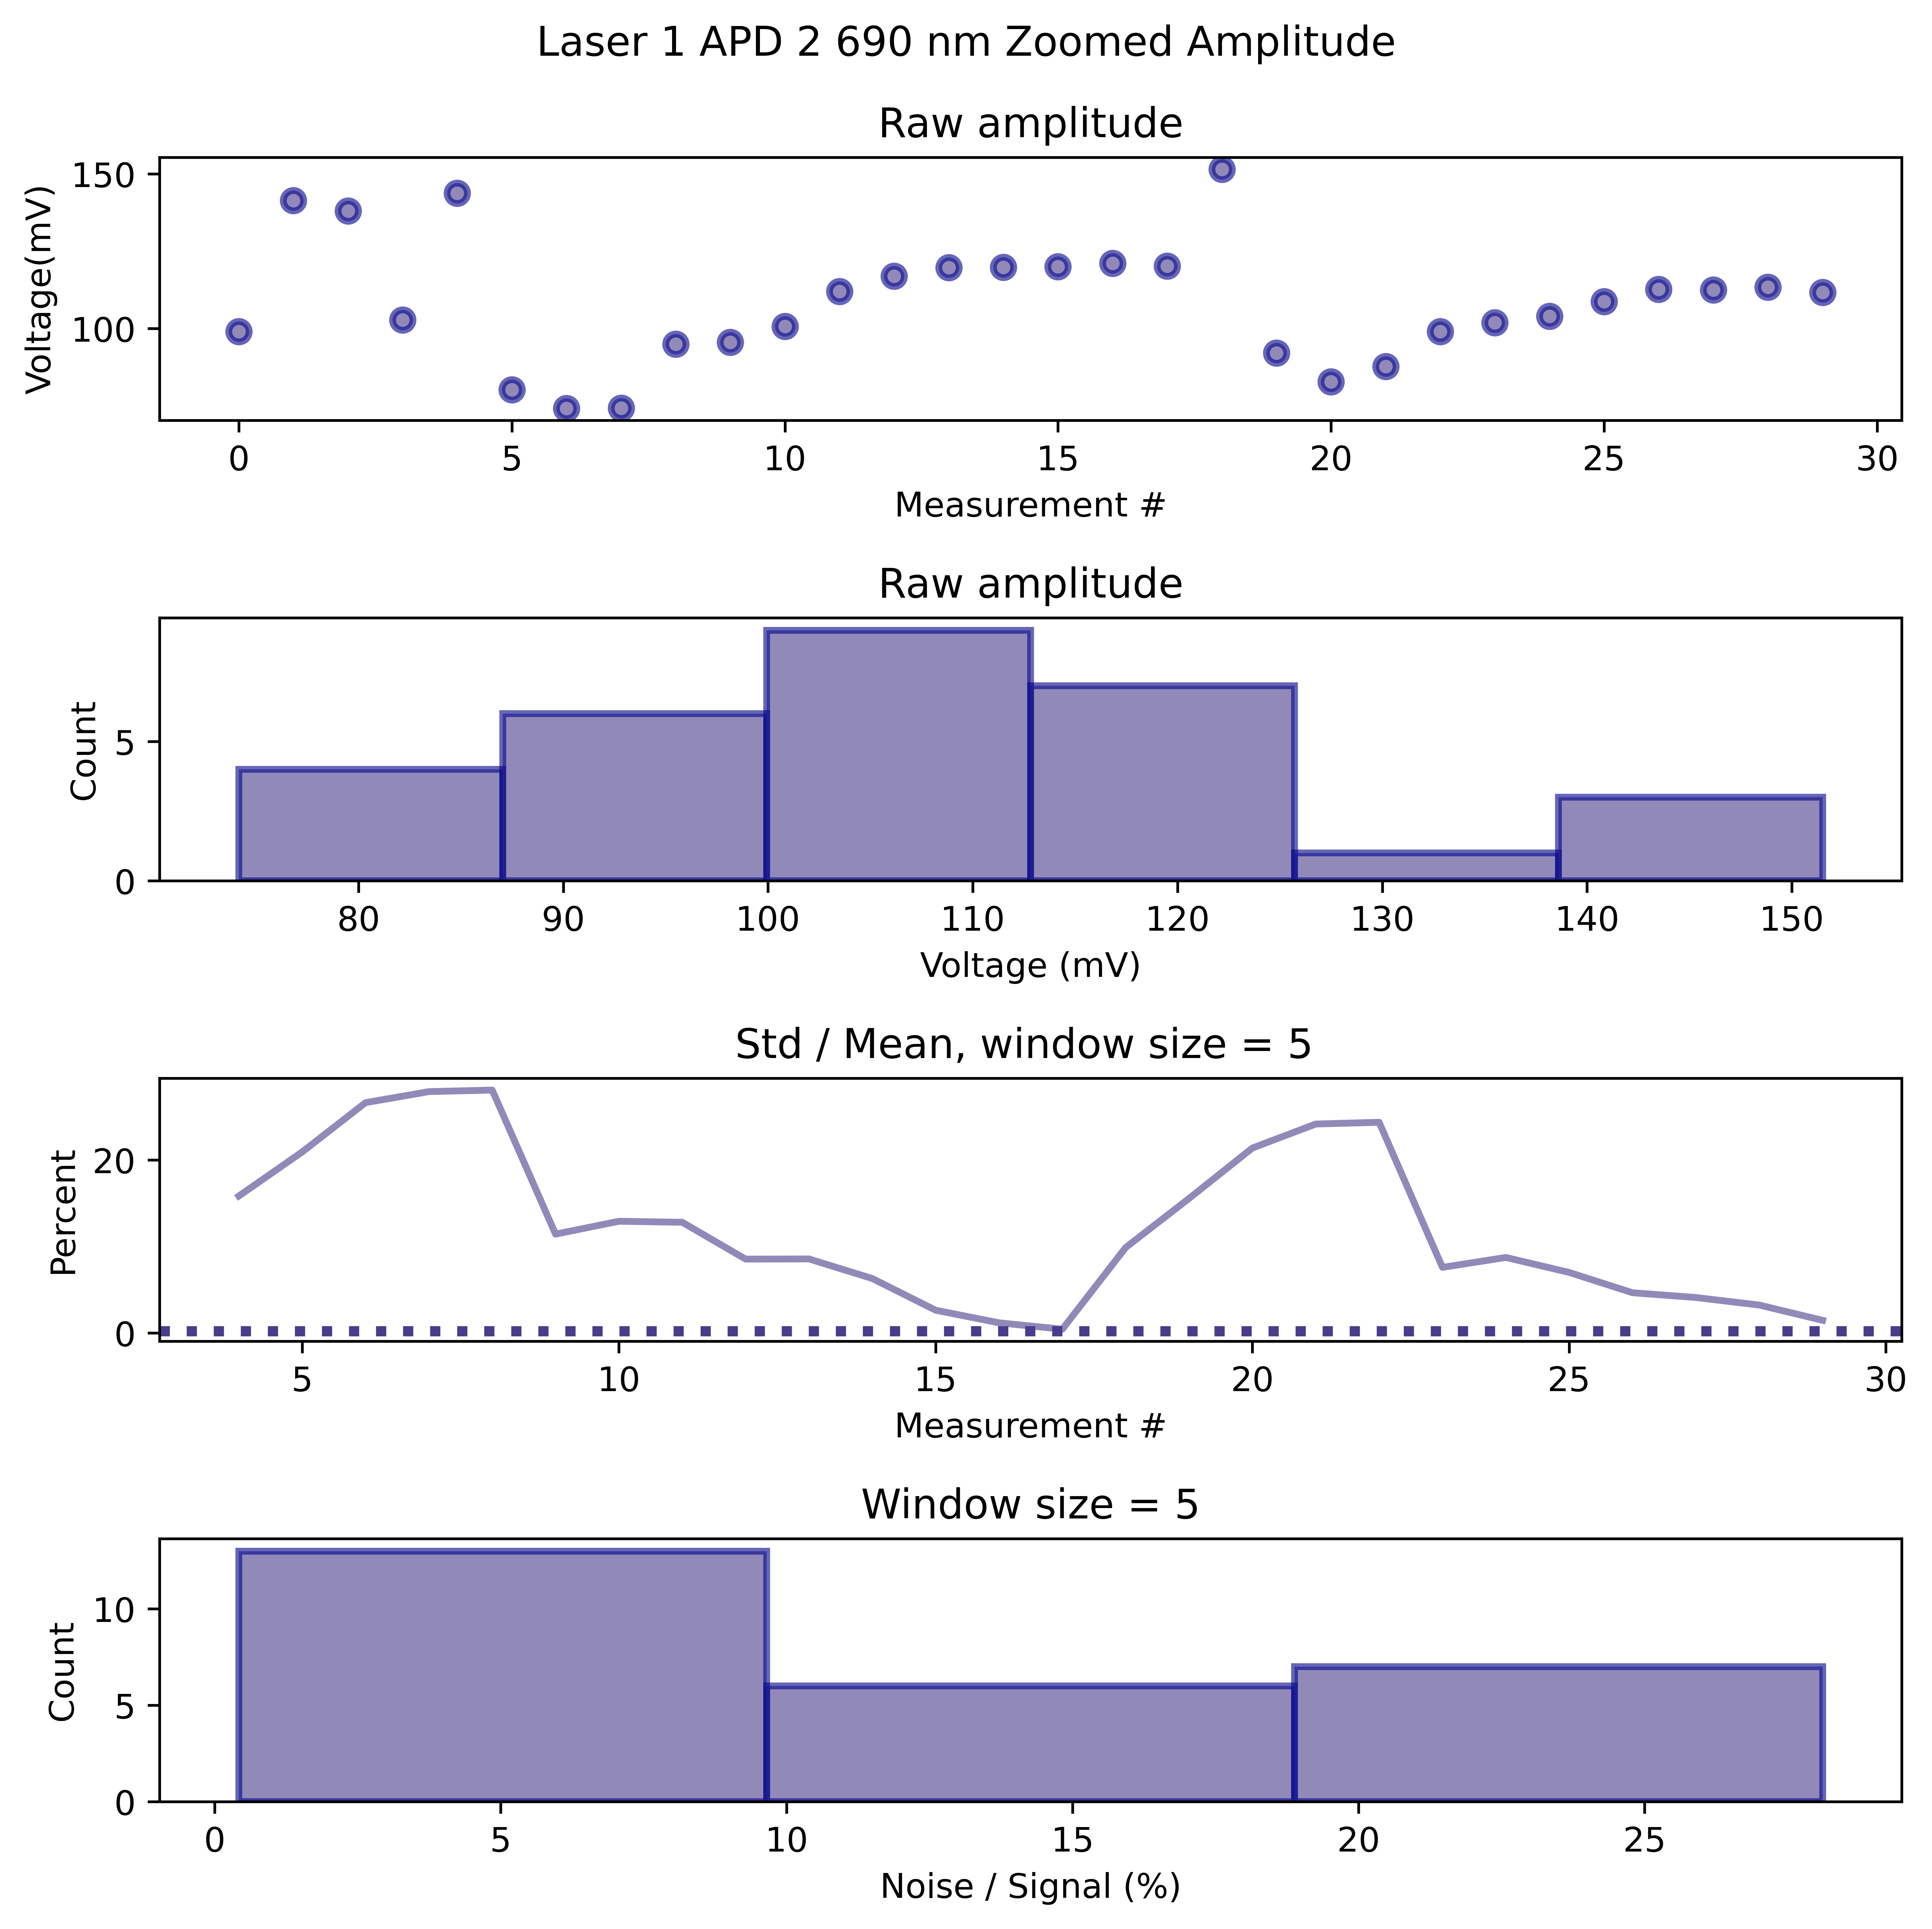 Laser 1 APD 2 690 nm Zoomed Amplitude
Raw amplitude
Voltage(mV)
150
100
0 5 10 15 20 25 30
Measurement #
Raw amplitude
Count
5
0
80 90 100 110 120 130 140 150
Voltage (mV)
Std / Mean, window size = 5
Percent
20
0
5 10 15 20 25 30
Measurement #
Window size = 5
Count
10
5
0
0 5 10 15 20 25
Noise / Signal (%)